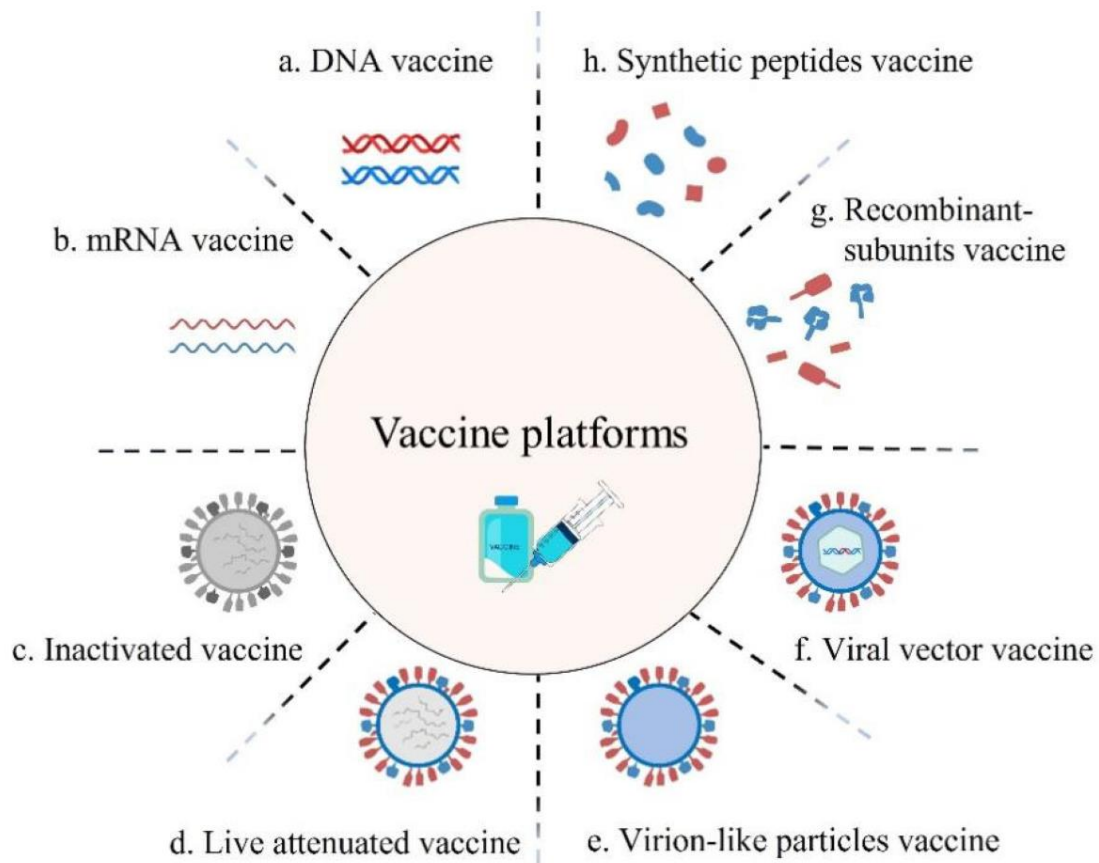 a. DNA vaccine
h. Synthetic peptides vaccine
b. mRNA vaccine
g. Recombinant-
subunits vaccine
Vaccine platforms
VACCINE
c. Inactivated vaccine
f. Viral vector vaccine
d. Live attenuated vaccine
e. Virion-like particles vaccine